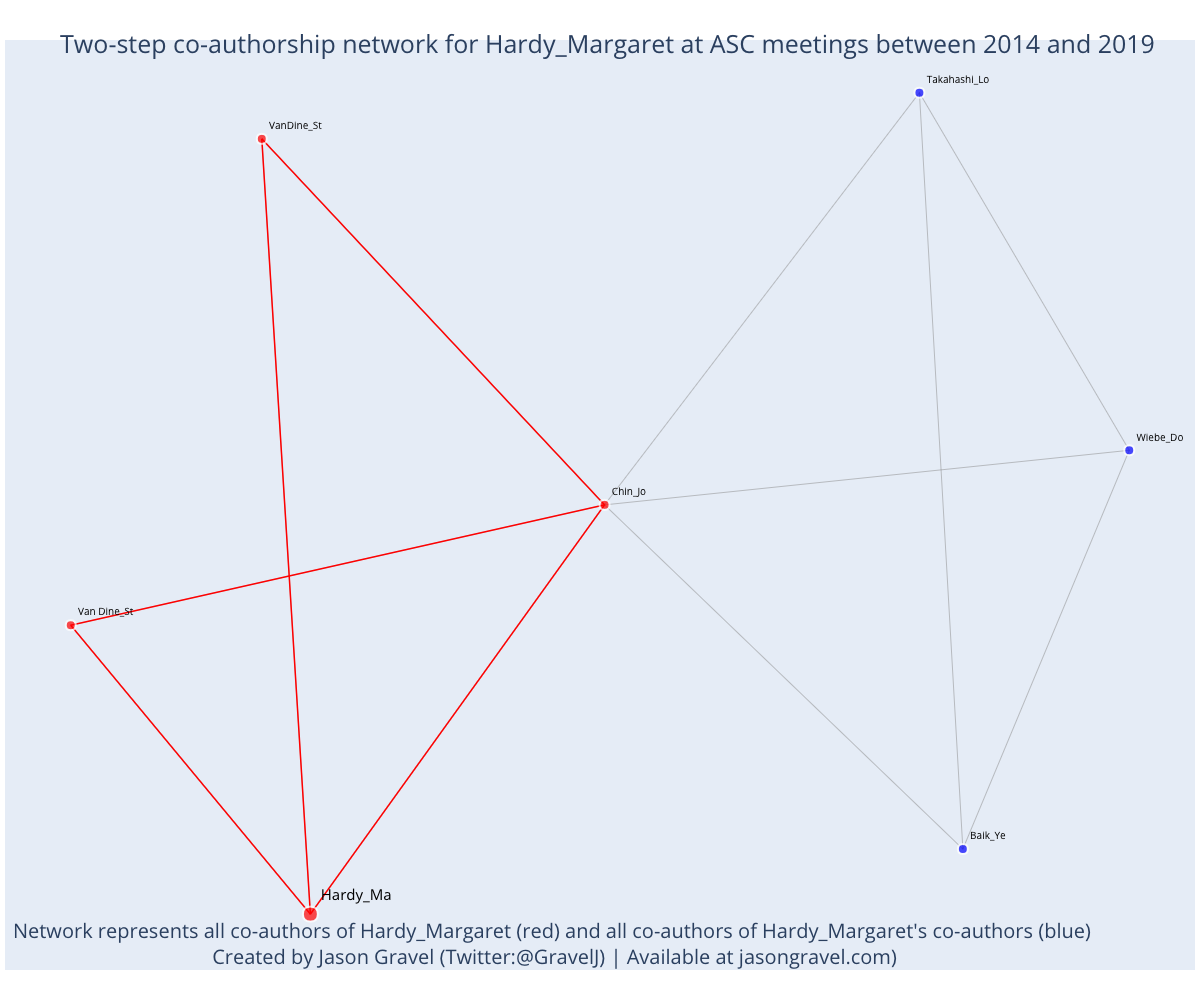 Two-step co-authorship network for Hardy_Margaret at ASC meetings between 2014 and 2019
Takahashi_Lo
VanDine_St
Wiebe_Do
Chin_Jo
Van Dine_St
Baik_Ye
Hardy_Ma
Network represents all co-authors of Hardy_Margaret (red) and all co-authors of Hardy_Margaret's co-authors (blue)
Created by Jason Gravel (Twitter:@GravelJ) | Available at jasongravel.com)